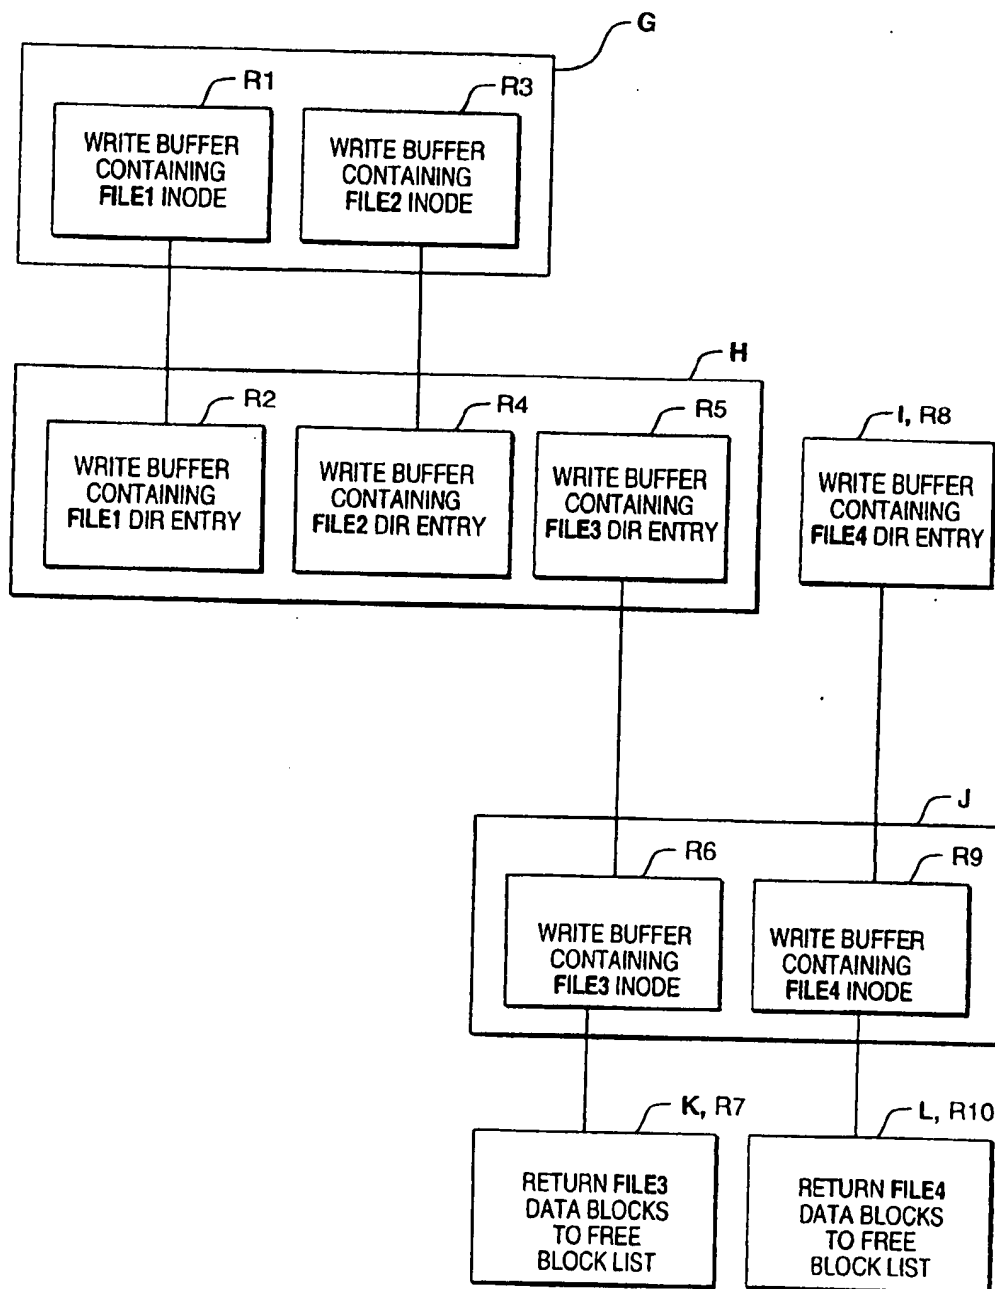 G
R1
R3
WRITE BUFFER
CONTAINING
FILE1 INODE
WRITE BUFFER
CONTAINING
FILE2 INODE
H
R2
R4
R5
I, R8
WRITE BUFFER
CONTAINING
FILE1 DIR ENTRY
WRITE BUFFER
CONTAINING
FILE2 DIR ENTRY
WRITE BUFFER
CONTAINING
FILE3 DIR ENTRY
WRITE BUFFER
CONTAINING
FILE4 DIR ENTRY
J
R6
R9
WRITE BUFFER
CONTAINING
FILE3 INODE
WRITE BUFFER
CONTAINING
FILE4 INODE
K, R7
L, R10
RETURN FILE3
DATA BLOCKS
TO FREE
BLOCK LIST
RETURN FILE4
DATA BLOCKS
TO FREE
BLOCK LIST